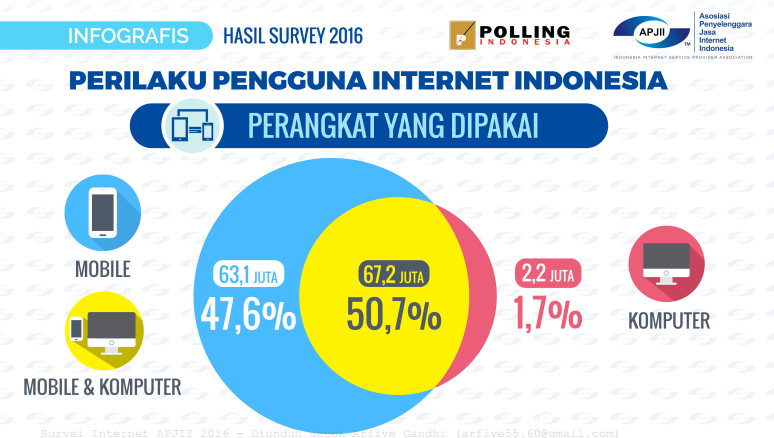 INFOGRAFIS HASIL SURVEY 2016
POLLING
INDONESIA
APJII
TM
Asosiasi
Penyelenggara
Jasa
Internet
Indonesia
INDONESIA INTERNET SERVICE PROVIDER ASSOCIATION
PERILAKU PENGGUNA INTERNET INDONESIA
PERANGKAT YANG DIPAKAI
MOBILE
MOBILE & KOMPUTER
63,1 JUTA
47,6%
67,2 JUTA
50,7%
2,2 JUTA
1,7%
KOMPUTER
Survei Internet APJII 2016 – Diunduh untuk Arfive Gandhi (arfive55.60@gmail.com)